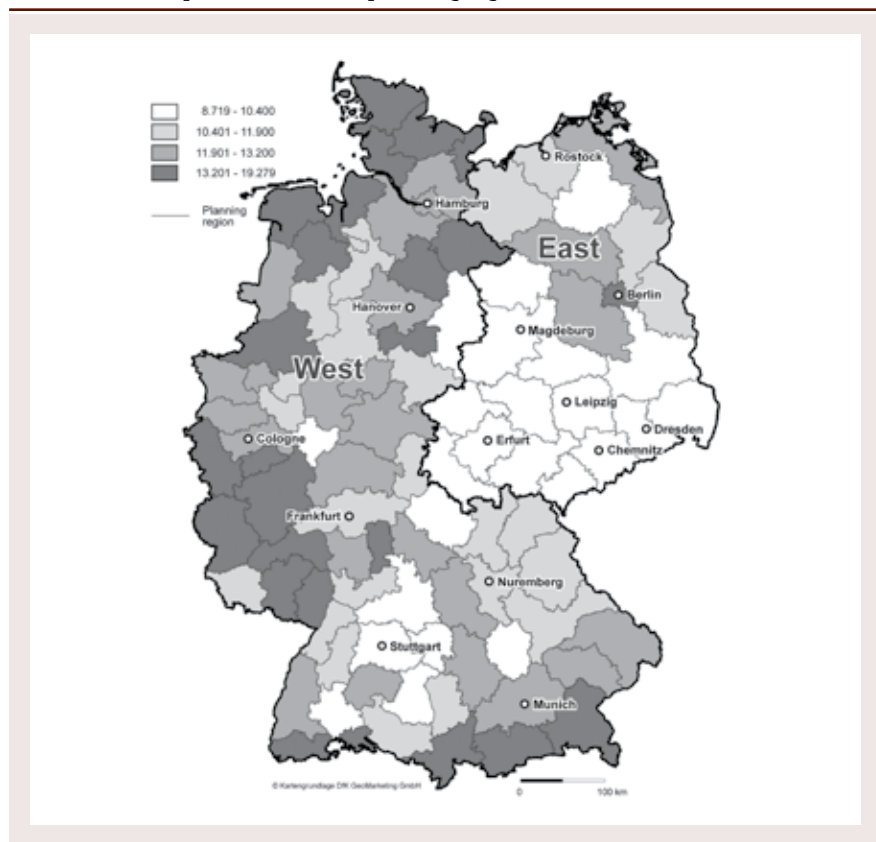 8.719 - 10.400
10.401 - 11.900
11.901 - 13.200
13.201 - 19.279
Planning
region
Rostock
Hamburg
East
Berlin
Hanover
Magdeburg
West
Leipzig
Dresden
Cologne
Erfurt
Chemnitz
Frankfurt
Nuremberg
Stuttgart
Munich
© Kartengrundlage DfK GeoMarketing GmbH
0 100 km